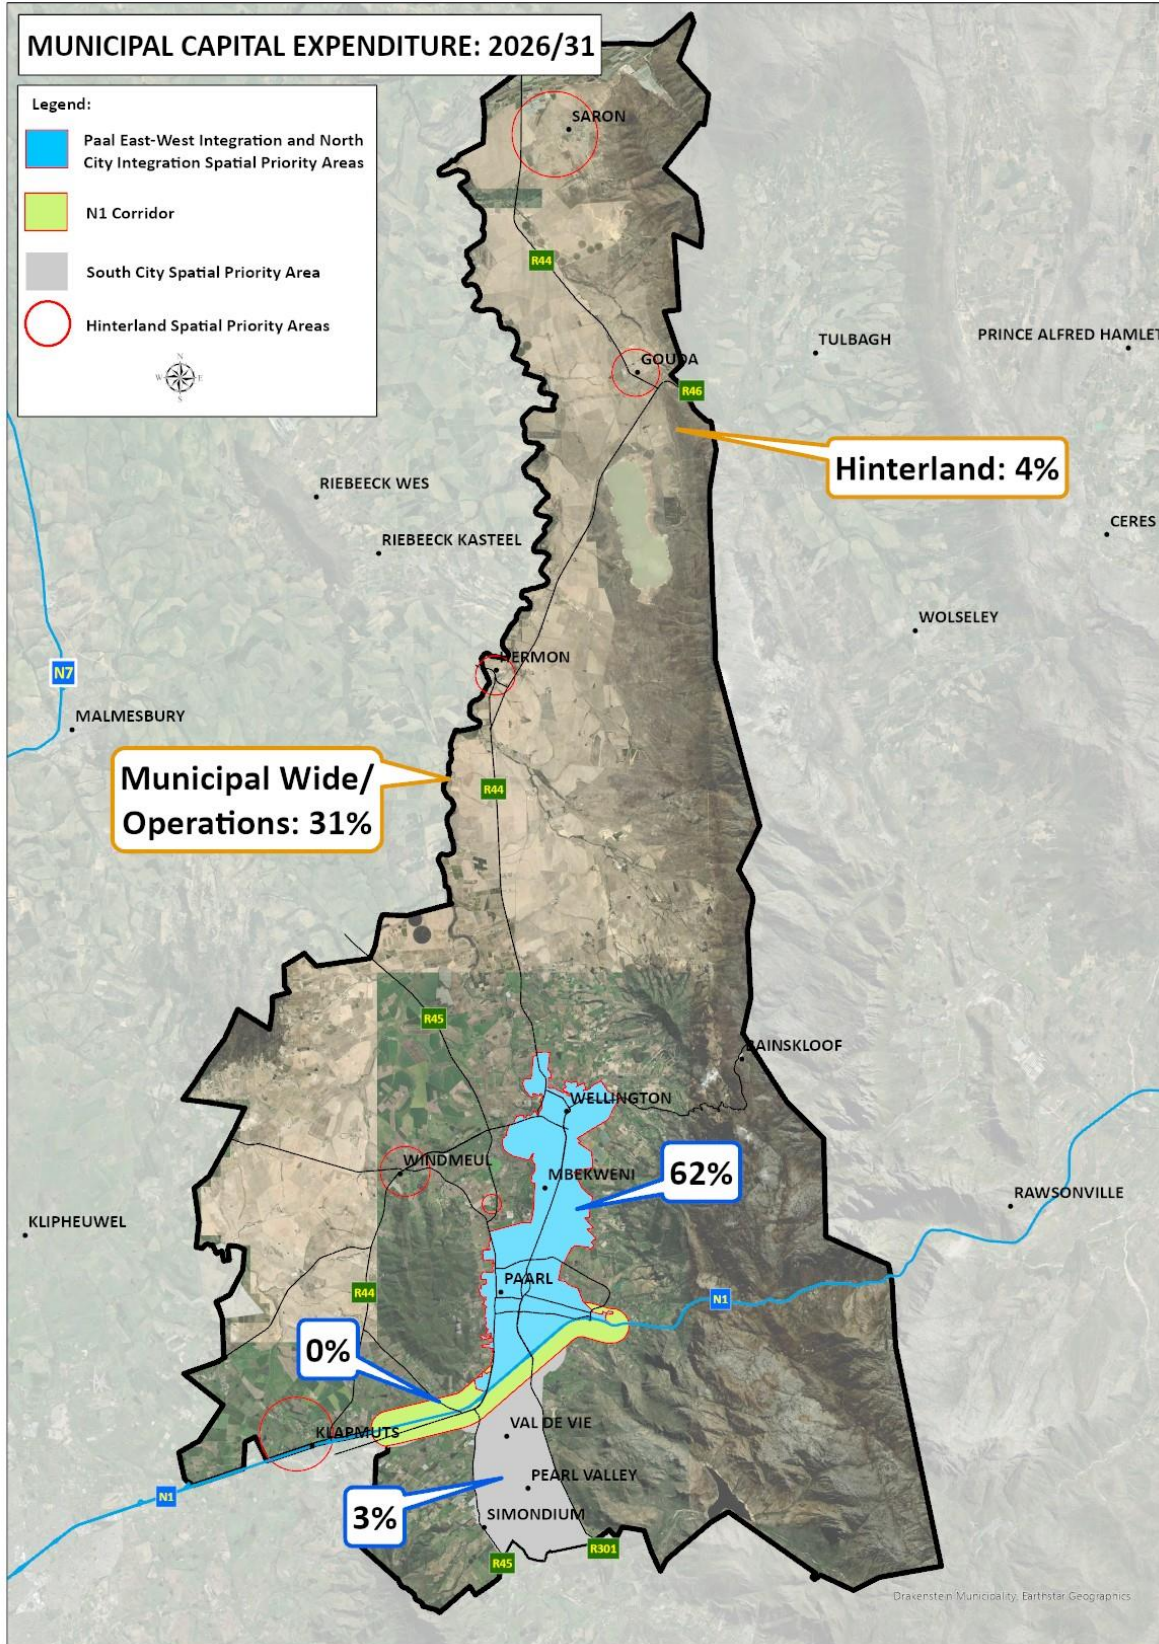 MUNICIPAL CAPITAL EXPENDITURE: 2026/31
Legend:
Paal East-West Integration and North
City Integration Spatial Priority Areas
N1 Corridor
South City Spatial Priority Area
Hinterland Spatial Priority Areas
N
W E
S
SARON
R44
TULBAGH
PRINCE ALFRED HAMLET
GOUDA
R46
Hinterland: 4%
RIEBEECK WES
RIEBEECK KASTEEL
CERES
WOLSELEY
HERMON
N7
MALMESBURY
Municipal Wide/
Operations: 31%
R44
R45
BAINSKLOOF
WELLINGTON
WINDMEUL
MBEKWENI
62%
RAWSONVILLE
KLIPHEUWEL
PAARL
R44
N1
0%
KLAPMUTS
VAL DE VIE
PEARL VALLEY
N1
3%
SIMONDIUM
R45
R301
Drakenstein Municipality, Earthstar Geographics